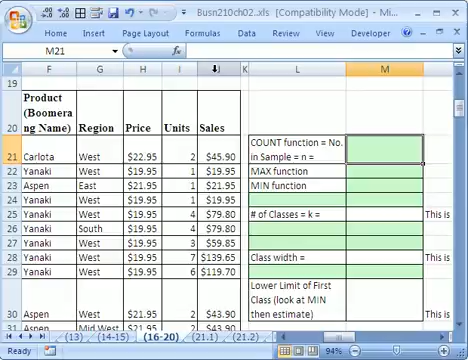 Busn210ch02..xls [Compatibility Mode] - Mi...
Home Insert Page Layout Formulas Data Review View Developer
M21 fx
F G H I J K L M
19
20 Product (Boomera ng Name) Region Price Units Sales
21 Carlota West $22.95 2 $45.90 COUNT function = No. in Sample = n =
22 Yanaki West $19.95 1 $19.95 MAX function
23 Aspen East $21.95 1 $21.95 MIN function
24 Yanaki West $19.95 1 $19.95
25 Yanaki West $19.95 4 $79.80 # of Classes = k = This is
26 Yanaki South $19.95 4 $79.80
27 Yanaki West $19.95 3 $59.85
28 Yanaki West $19.95 7 $139.65 Class width = This is
29 Yanaki West $19.95 6 $119.70
30 Aspen West $21.95 2 $43.90 Lower Limit of First Class (look at MIN then estimate) This is
31 Aspen Mid West $21.95 2 $43.90
(13) (14-15) (16-20) (21.1) (21.2)
Ready 94%